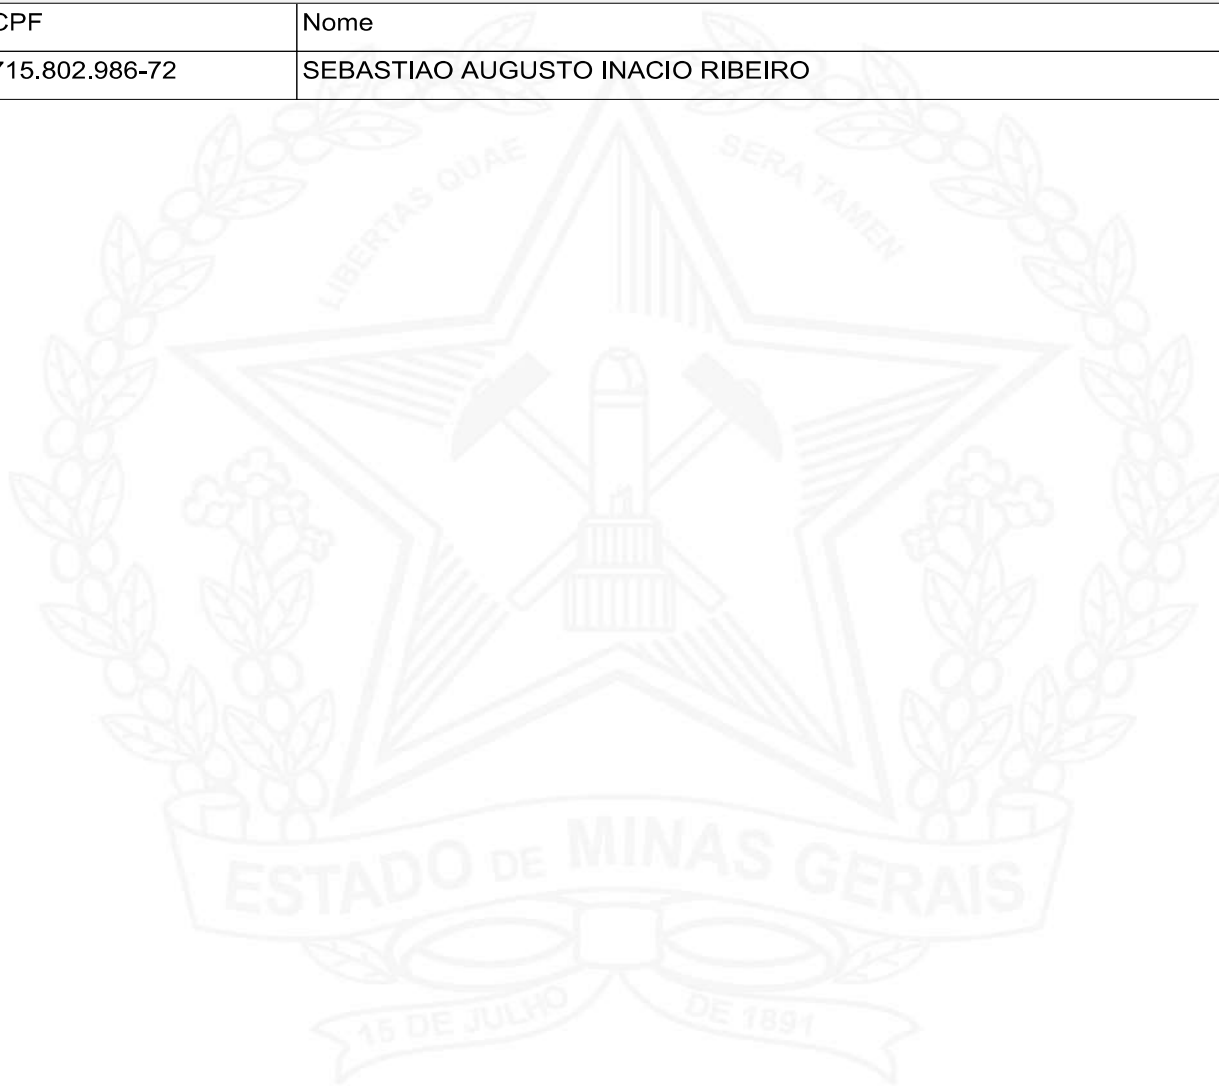 CPF Nome
715.802.986-72 SEBASTIAO AUGUSTO INACIO RIBEIRO
LIBERTAS QUAE SERA TAMEN
ESTADO DE MINAS GERAIS
15 DE JULHO DE 1891